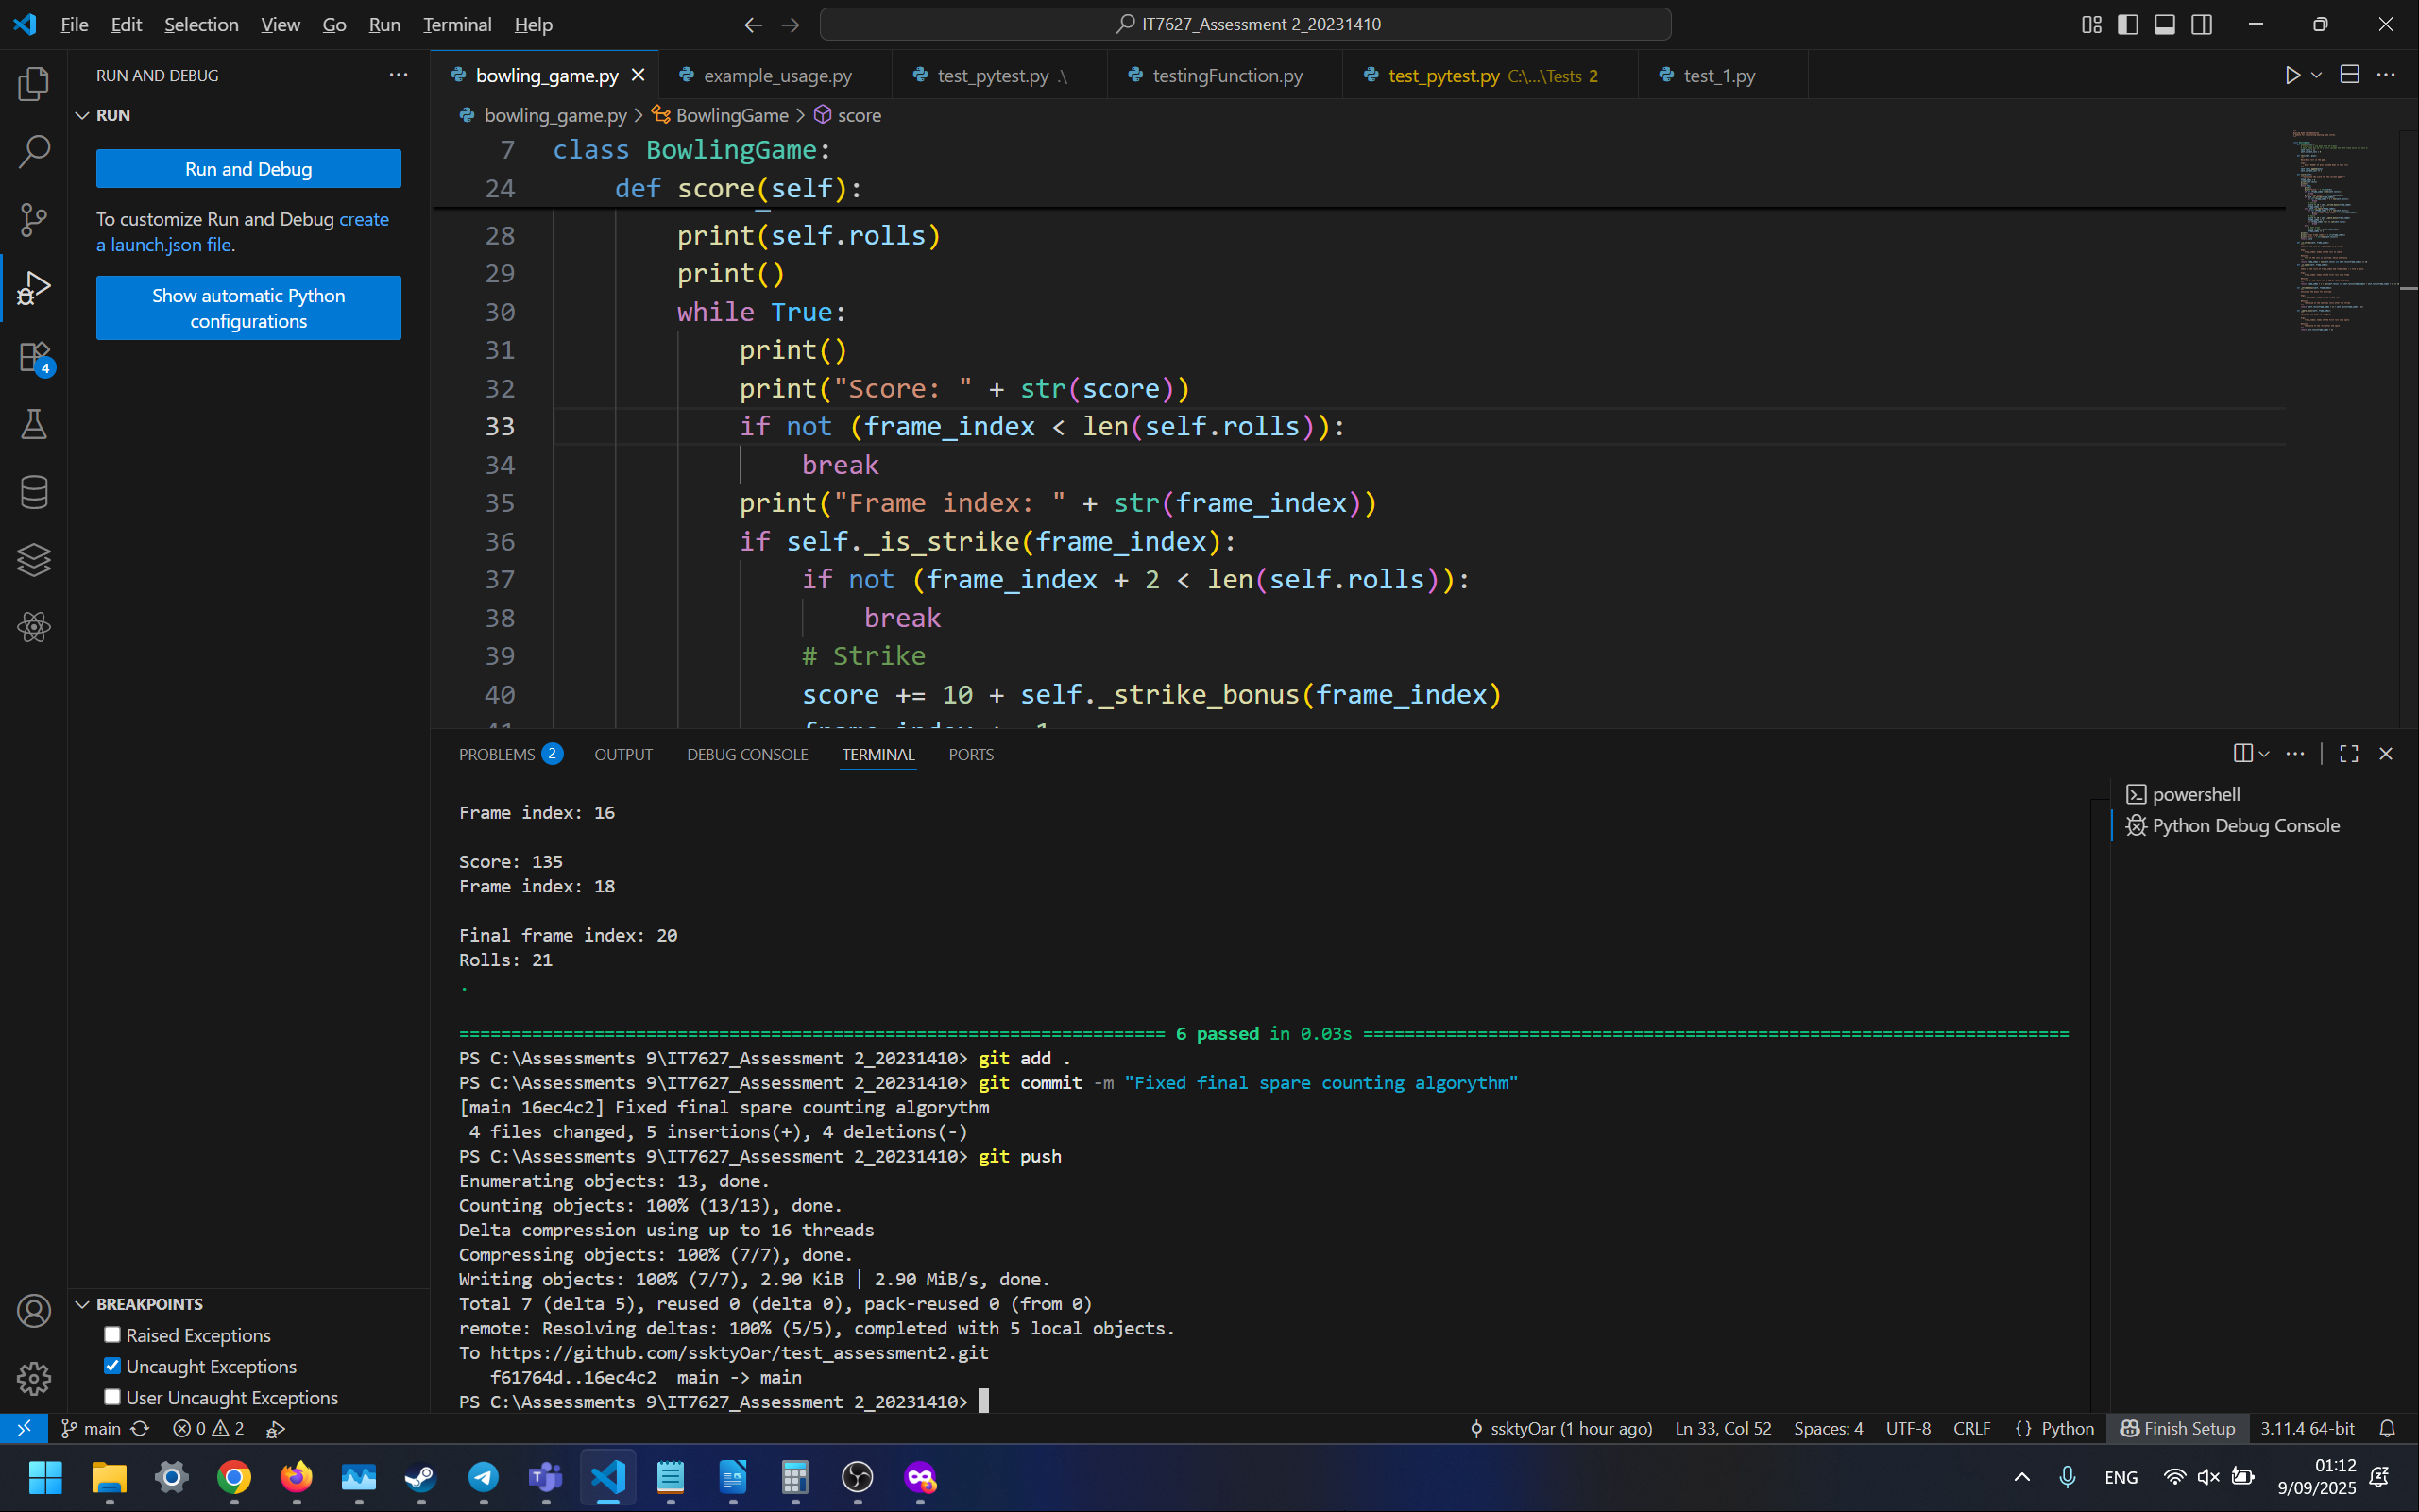 File Edit Selection View Go Run Terminal Help
IT7627_Assessment 2_20231410
RUN AND DEBUG
RUN
Run and Debug
To customize Run and Debug create
a launch.json file.
Show automatic Python
configurations
4
bowling_game.py
example_usage.py
test_pytest.py .\
testingFunction.py
test_pytest.py C:\...\Tests 2
test_1.py
bowling_game.py > BowlingGame > score
7 class BowlingGame:
24 def score(self):
28 print(self.rolls)
29 print()
30 while True:
31 print()
32 print("Score: " + str(score))
33 if not (frame_index < len(self.rolls)):
34 break
35 print("Frame index: " + str(frame_index))
36 if self._is_strike(frame_index):
37 if not (frame_index + 2 < len(self.rolls)):
38 break
39 # Strike
40 score += 10 + self._strike_bonus(frame_index)
PROBLEMS 2 OUTPUT DEBUG CONSOLE TERMINAL PORTS
powershell
Python Debug Console
Frame index: 16
Score: 135
Frame index: 18
Final frame index: 20
Rolls: 21
.
==================================================================== 6 passed in 0.03s ====================================================================
PS C:\Assessments 9\IT7627_Assessment 2_20231410> git add .
PS C:\Assessments 9\IT7627_Assessment 2_20231410> git commit -m "Fixed final spare counting algorythm"
[main 16ec4c2] Fixed final spare counting algorythm
4 files changed, 5 insertions(+), 4 deletions(-)
PS C:\Assessments 9\IT7627_Assessment 2_20231410> git push
Enumerating objects: 13, done.
Counting objects: 100% (13/13), done.
Delta compression using up to 16 threads
Compressing objects: 100% (7/7), done.
Writing objects: 100% (7/7), 2.90 KiB | 2.90 MiB/s, done.
Total 7 (delta 5), reused 0 (delta 0), pack-reused 0 (from 0)
remote: Resolving deltas: 100% (5/5), completed with 5 local objects.
To https://github.com/ssktyOar/test_assessment2.git
f61764d..16ec4c2 main -> main
PS C:\Assessments 9\IT7627_Assessment 2_20231410>
BREAKPOINTS
Raised Exceptions
Uncaught Exceptions
User Uncaught Exceptions
main 0 2
ssktyOar (1 hour ago) Ln 33, Col 52 Spaces: 4 UTF-8 CRLF {} Python Finish Setup 3.11.4 64-bit
ENG
01:12
9/09/2025